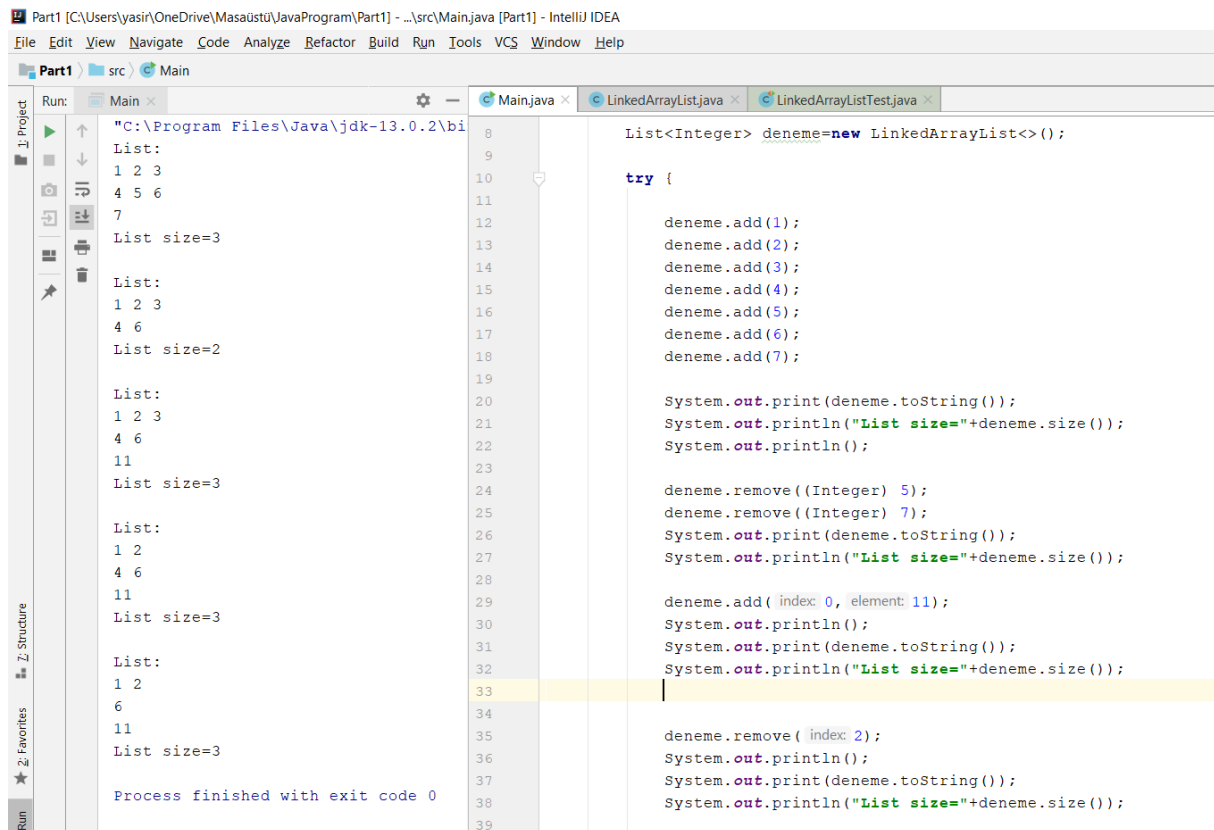 Part1 [C:\Users\yasir\OneDrive\Masaüstü\JavaProgram\Part1] - ...\src\Main.java [Part1] - IntelliJ IDEA
File Edit View Navigate Code Analyze Refactor Build Run Tools VCS Window Help
Part1 src Main
Run: Main
Main.java LinkedArrayList.java LinkedArrayListTest.java
1: Project
7: Structure
2: Favorites
Run
"C:\Program Files\Java\jdk-13.0.2\bi
List:
1 2 3
4 5 6
7
List size=3
List:
1 2 3
4 6
List size=2
List:
1 2 3
4 6
11
List size=3
List:
1 2
4 6
11
List size=3
List:
1 2
6
11
List size=3
Process finished with exit code 0
8 List<Integer> deneme=new LinkedArrayList<>();
9
10 try {
11
12 deneme.add(1);
13 deneme.add(2);
14 deneme.add(3);
15 deneme.add(4);
16 deneme.add(5);
17 deneme.add(6);
18 deneme.add(7);
19
20 System.out.print(deneme.toString());
21 System.out.println("List size="+deneme.size());
22 System.out.println();
23
24 deneme.remove((Integer) 5);
25 deneme.remove((Integer) 7);
26 System.out.print(deneme.toString());
27 System.out.println("List size="+deneme.size());
28
29 deneme.add( index: 0, element: 11);
30 System.out.println();
31 System.out.print(deneme.toString());
32 System.out.println("List size="+deneme.size());
33
34
35 deneme.remove( index: 2);
36 System.out.println();
37 System.out.print(deneme.toString());
38 System.out.println("List size="+deneme.size());
39